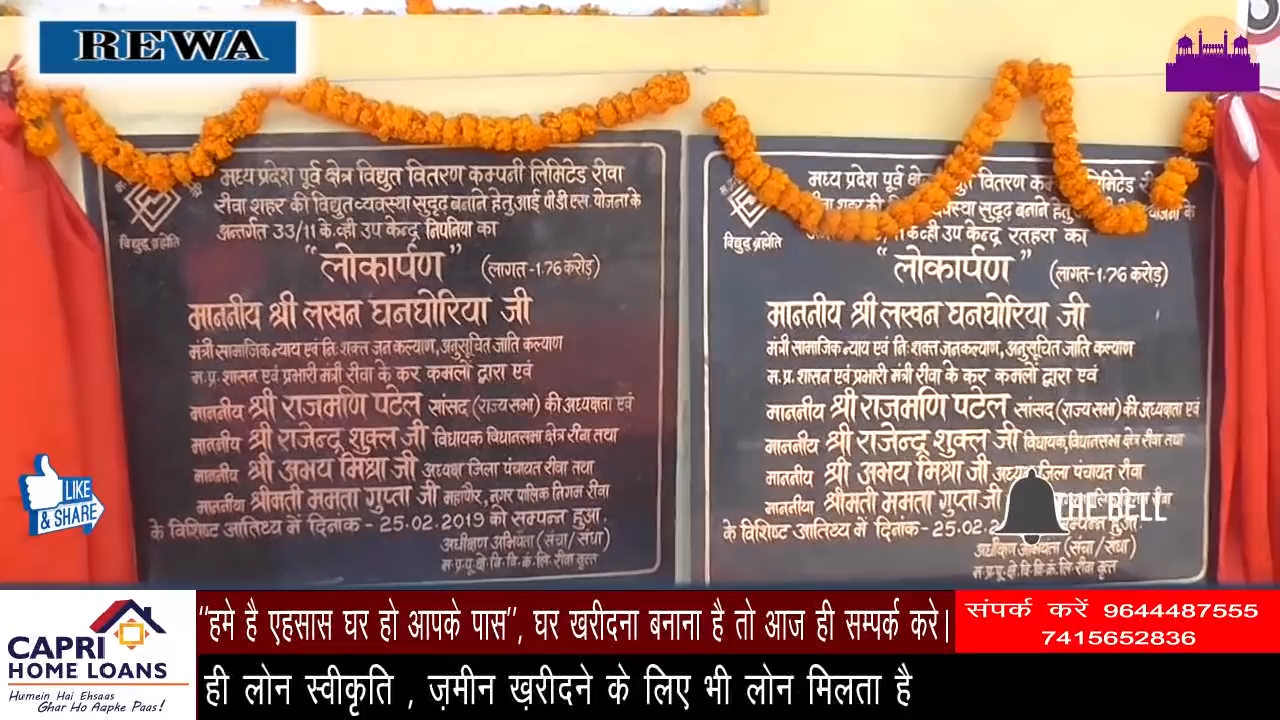 REWA
मध्य प्रदेश पूर्व क्षेत्र विद्युत वितरण कम्पनी लिमिटेड रीवा
रीवा शहर की विद्युत व्यवस्था सुदृढ़ बनाने हेतु आई पी डी एस. योजना के
अन्तर्गत 33/11 के.व्ही उप केन्द्र निपनिया का
"लोकार्पण" (लागत-1.76 करोड़)
माननीय श्री लखन घनघोरिया जी
मंत्री सामाजिक न्याय एवं निःशक्त जन कल्याण, अनुसूचित जाति कल्याण
म.प्र. शासन एवं प्रभारी मंत्री रीवा के कर कमलों द्वारा एवं
माननीय श्री राजमणि पटेल सांसद (राज्य सभा) की अध्यक्षता एवं
माननीय श्री राजेन्द्र शुक्ल जी विधायक विधानसभा क्षेत्र रीवा तथा
माननीय श्री अभय मिश्रा जी अध्यक्ष जिला पंचायत रीवा तथा
माननीया श्रीमती ममता गुप्ता जी महापौर, नगर पालिक निगम रीवा
के विशिष्ट आतिथ्य में दिनांक - 25.02.2019 को सम्पन्न हुआ.
अधीक्षण अभियंता (संचा/संधा)
म.प्र.पू.क्षे.वि.वि.कं.लि. रीवा वृत्त
मध्य प्रदेश पूर्व विद्युत वितरण लिमिटेड
शहर की व्यवस्था सुदृढ़ बनाने हेतु योजना के
के.व्ही उप केन्द्र रतहरा का
"लोकार्पण" (लागत-1.76 करोड़)
माननीय श्री लखन घनघोरिया जी
मंत्री सामाजिक न्याय एवं निःशक्त जनकल्याण, अनुसूचित जाति कल्याण
म.प्र. शासन एवं प्रभारी मंत्री रीवा के कर कमलों द्वारा एवं
माननीय श्री राजमणि पटेल सांसद (राज्य सभा) की अध्यक्षता एवं
माननीय श्री राजेन्द्र शुक्ल जी विधायक, विधानसभा क्षेत्र रीवा तथा
माननीय श्री अभय मिश्रा जी जिला पंचायत रीवा
माननीया श्रीमती ममता गुप्ता जी रीवा
के विशिष्ट आतिथ्य में दिनांक - 25.02. सम्पन्न हुआ.
अधीक्षण अभियंता (संचा/संधा)
म.प्र.पू.क्षे.वि.वि.कं.लि. रीवा वृत्त
LIKE
& SHARE
THE BELL
CAPRI
HOME LOANS
Humein Hai Ehsaas
Ghar Ho Aapke Paas!
"हमे है एहसास घर हो आपके पास", घर खरीदना बनाना है तो आज ही सम्पर्क करे।
संपर्क करें 9644487555
7415652836
ही लोन स्वीकृति , ज़मीन ख़रीदने के लिए भी लोन मिलता है